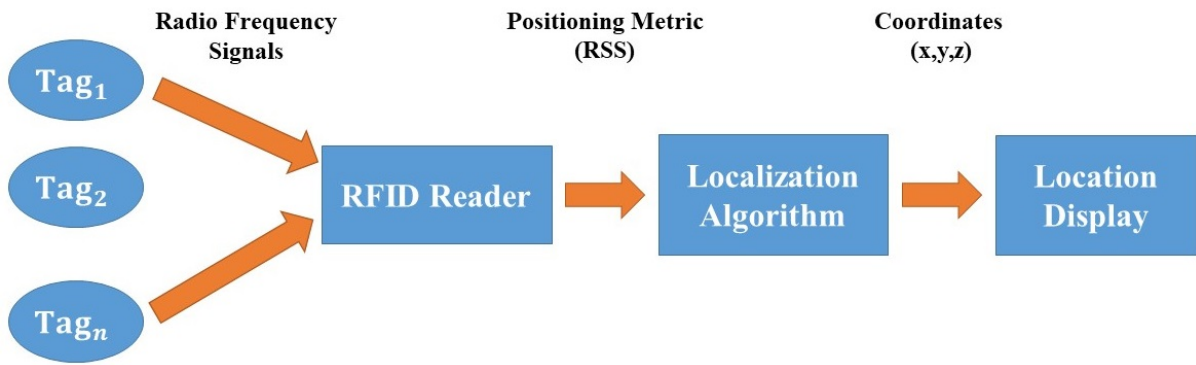 Radio Frequency
Signals
Positioning Metric
(RSS)
Coordinates
(x,y,z)
Tag₁
Tag₂
Tagₙ
RFID Reader
Localization
Algorithm
Location
Display